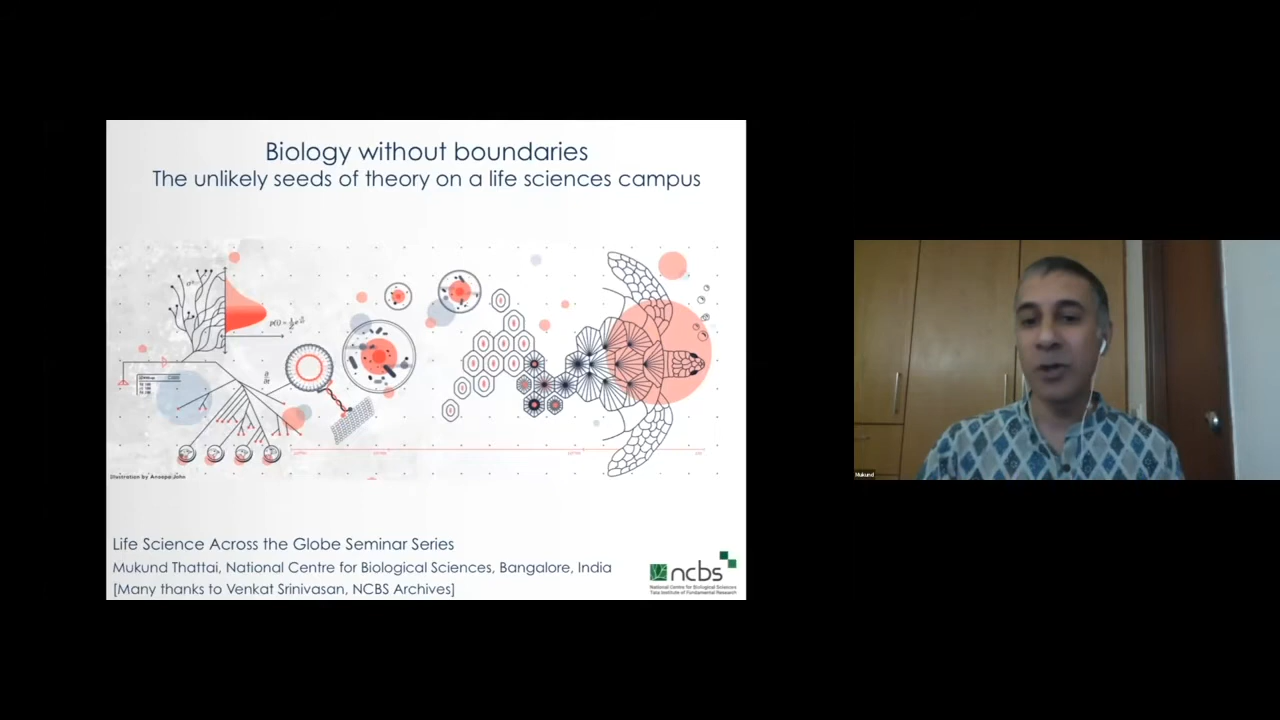 Biology without boundaries
The unlikely seeds of theory on a life sciences campus
Illustration by Anoopa John
Life Science Across the Globe Seminar Series
Mukund Thattai, National Centre for Biological Sciences, Bangalore, India
[Many thanks to Venkat Srinivasan, NCBS Archives]
ncbs
National Centre for Biological Sciences
Tata Institute of Fundamental Research
Mukund